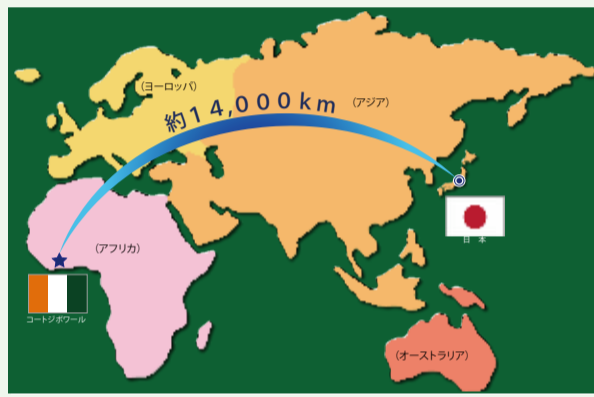 (ヨーロッパ)
約14,000km
(アジア)
日 本
(アフリカ)
コートジボワール
(オーストラリア)